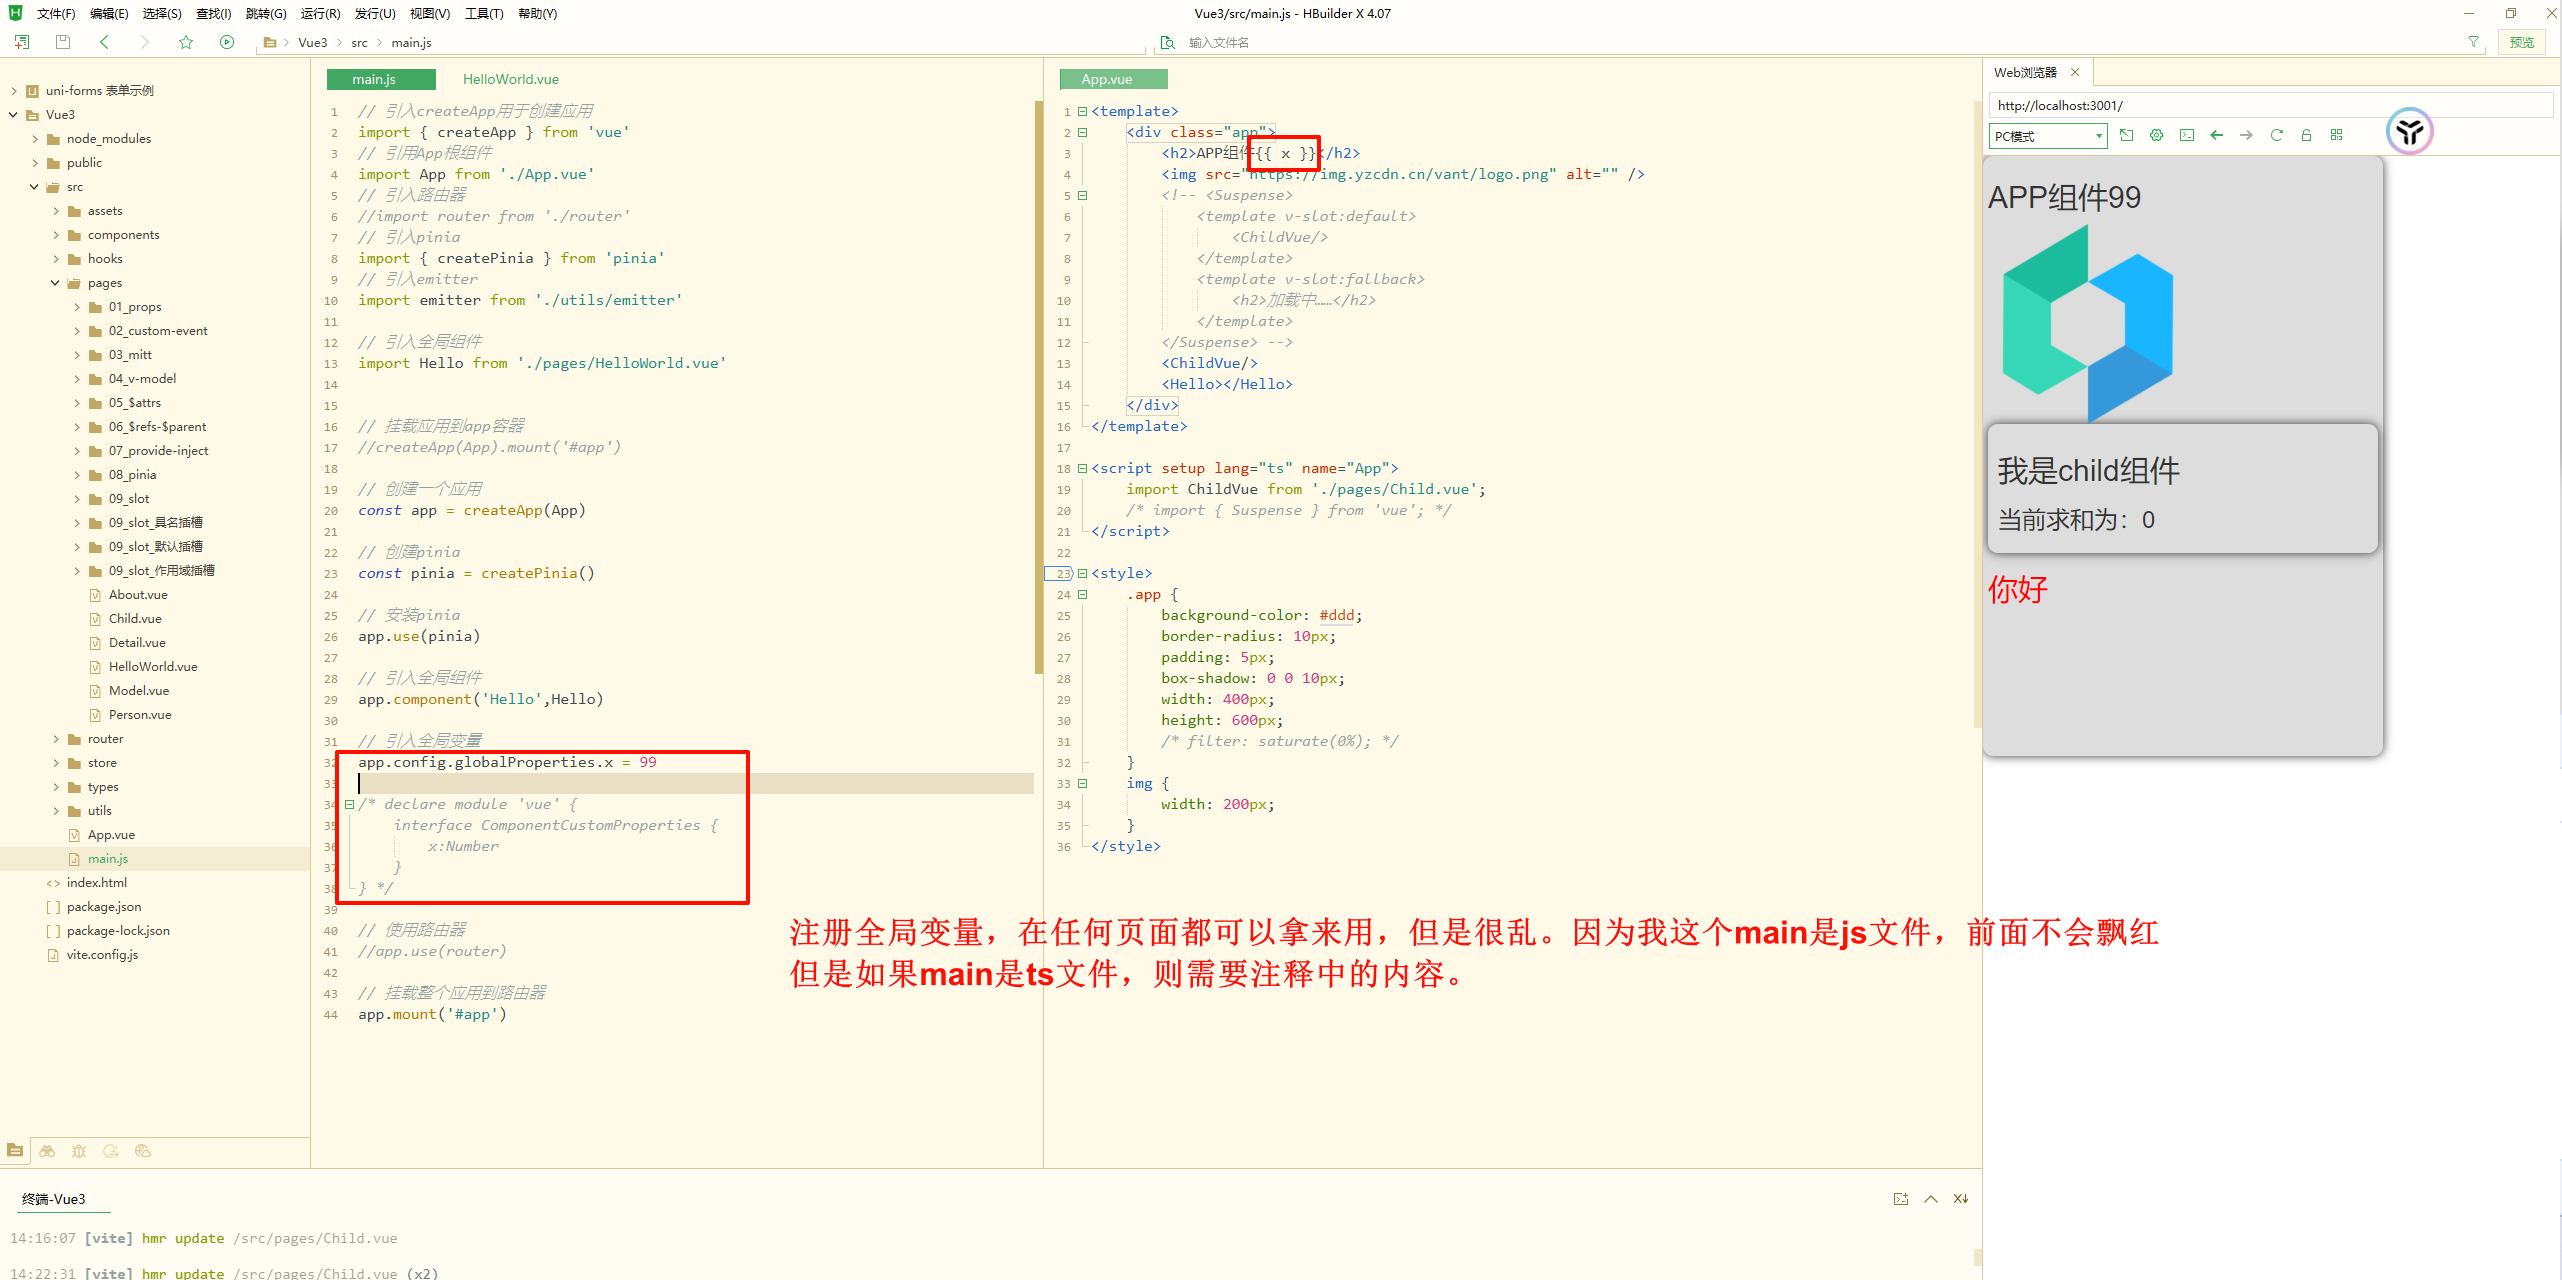 文件(F) 编辑(E) 选择(S) 查找(I) 跳转(G) 运行(R) 发行(U) 视图(V) 工具(T) 帮助(Y)
Vue3/src/main.js - HBuilder X 4.07
Vue3 src main.js
输入文件名
预览
uni-forms 表单示例
Vue3
node_modules
public
src
assets
components
hooks
pages
01_props
02_custom-event
03_mitt
04_v-model
05_$attrs
06_$refs-$parent
07_provide-inject
08_pinia
09_slot
09_slot_具名插槽
09_slot_默认插槽
09_slot_作用域插槽
About.vue
Child.vue
Detail.vue
HelloWorld.vue
Model.vue
Person.vue
router
store
types
utils
App.vue
main.js
index.html
package.json
package-lock.json
vite.config.js
main.js HelloWorld.vue
1 // 引入createApp用于创建应用
2 import { createApp } from 'vue'
3 // 引用App根组件
4 import App from './App.vue'
5 // 引入路由器
6 //import router from './router'
7 // 引入pinia
8 import { createPinia } from 'pinia'
9 // 引入emitter
10 import emitter from './utils/emitter'
11
12 // 引入全局组件
13 import Hello from './pages/HelloWorld.vue'
14
15
16 // 挂载应用到app容器
17 //createApp(App).mount('#app')
18
19 // 创建一个应用
20 const app = createApp(App)
21
22 // 创建pinia
23 const pinia = createPinia()
24
25 // 安装pinia
26 app.use(pinia)
27
28 // 引入全局组件
29 app.component('Hello',Hello)
30
31 // 引入全局变量
32 app.config.globalProperties.x = 99
33
34 /* declare module 'vue' {
35 interface ComponentCustomProperties {
36 x:Number
37 }
38 } */
39
40 // 使用路由器
41 //app.use(router)
42
43 // 挂载整个应用到路由器
44 app.mount('#app')
App.vue
1 <template>
2 <div class="app">
3 <h2>APP组件{{ x }}</h2>
4 <img src="https://img.yzcdn.cn/vant/logo.png" alt="" />
5 <!-- <Suspense>
6 <template v-slot:default>
7 <ChildVue/>
8 </template>
9 <template v-slot:fallback>
10 <h2>加载中……</h2>
11 </template>
12 </Suspense> -->
13 <ChildVue/>
14 <Hello></Hello>
15 </div>
16 </template>
17
18 <script setup lang="ts" name="App">
19 import ChildVue from './pages/Child.vue';
20 /* import { Suspense } from 'vue'; */
21 </script>
22
23 <style>
24 .app {
25 background-color: #ddd;
26 border-radius: 10px;
27 padding: 5px;
28 box-shadow: 0 0 10px;
29 width: 400px;
30 height: 600px;
31 /* filter: saturate(0%); */
32 }
33 img {
34 width: 200px;
35 }
36 </style>
注册全局变量，在任何页面都可以拿来用，但是很乱。因为我这个main是js文件，前面不会飘红
但是如果main是ts文件，则需要注释中的内容。
Web浏览器
http://localhost:3001/
PC模式
APP组件99
我是child组件
当前求和为：0
你好
终端-Vue3
14:16:07 [vite] hmr update /src/pages/Child.vue
14:22:31 [vite] hmr update /src/pages/Child.vue (x2)